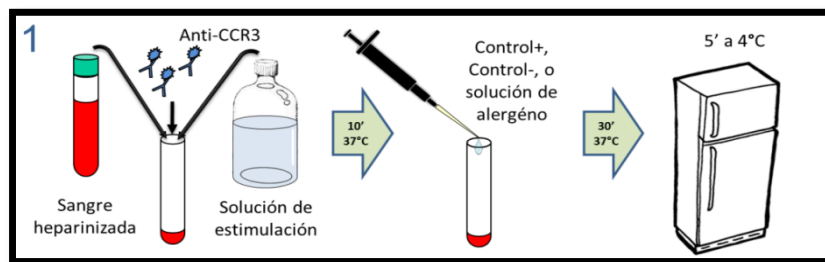 1
Anti-CCR3
Sangre
heparinizada
Solución de
estimulación
10’
37°C
Control+,
Control-, o
solución de
alergéno
30’
37°C
5’ a 4°C